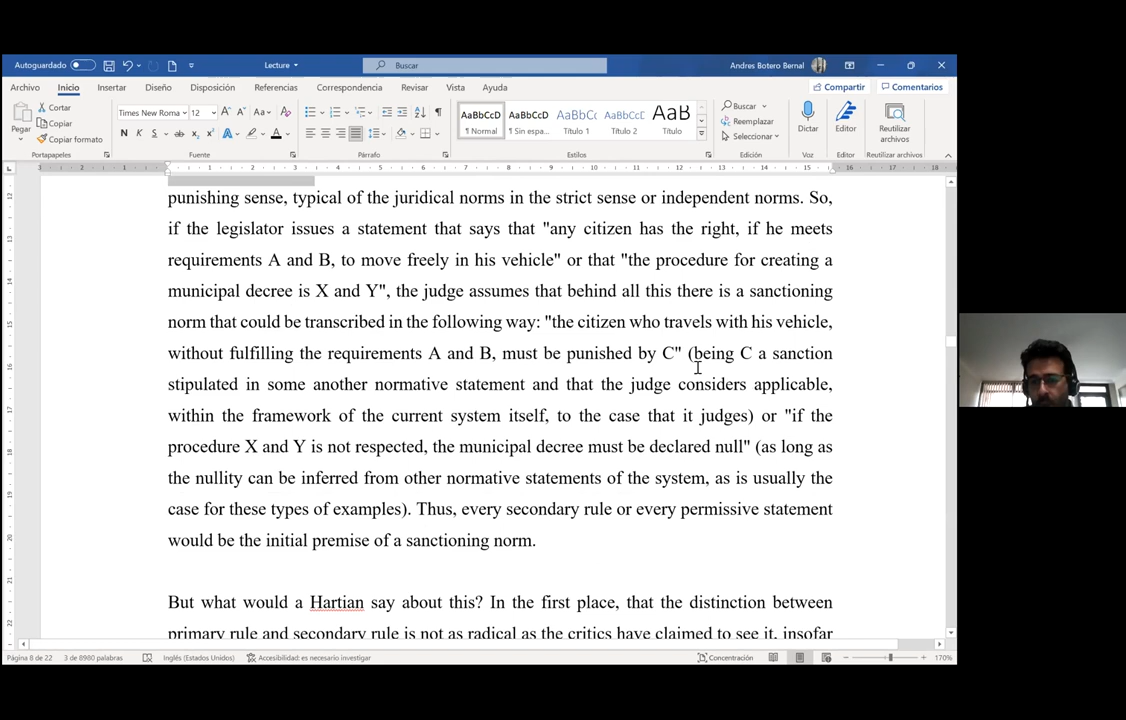 Autoguardado
Lecture
Buscar
Andres Botero Bernal
Archivo Inicio Insertar Diseño Disposición Referencias Correspondencia Revisar Vista Ayuda Compartir Comentarios
Pegar
Cortar
Copiar
Copiar formato
Portapapeles
Times New Roma 12
N K S
Fuente
Párrafo
AaBbCcD AaBbCcD AaBbCc AaBbCcC AaB
¶ Normal ¶ Sin espa... Título 1 Título 2 Título
Estilos
Buscar
Reemplazar
Seleccionar
Edición
Dictar
Voz
Editor
Editor
Reutilizar archivos
Reutilizar archivos
punishing sense, typical of the juridical norms in the strict sense or independent norms. So,
if the legislator issues a statement that says that "any citizen has the right, if he meets
requirements A and B, to move freely in his vehicle" or that "the procedure for creating a
municipal decree is X and Y", the judge assumes that behind all this there is a sanctioning
norm that could be transcribed in the following way: "the citizen who travels with his vehicle,
without fulfilling the requirements A and B, must be punished by C" (being C a sanction
stipulated in some another normative statement and that the judge considers applicable,
within the framework of the current system itself, to the case that it judges) or "if the
procedure X and Y is not respected, the municipal decree must be declared null" (as long as
the nullity can be inferred from other normative statements of the system, as is usually the
case for these types of examples). Thus, every secondary rule or every permissive statement
would be the initial premise of a sanctioning norm.
But what would a Hartian say about this? In the first place, that the distinction between
primary rule and secondary rule is not as radical as the critics have claimed to see it, insofar
Página 8 de 22 3 de 8980 palabras Inglés (Estados Unidos) Accesibilidad: es necesario investigar Concentración 170%